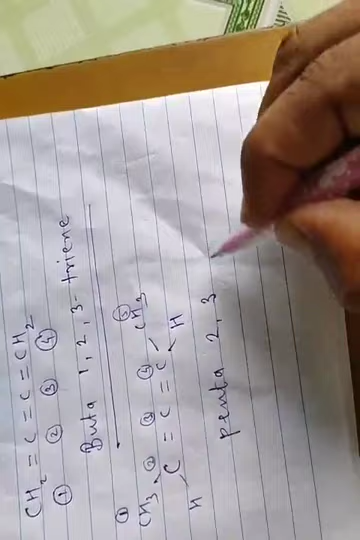 CH₂ = C = C = CH₂
① ② ③ ④
Buta 1, 2, 3- triene
① ② ③ ④ ⑤
CH₃ CH₃
C = C = C
H H
penta 2, 3